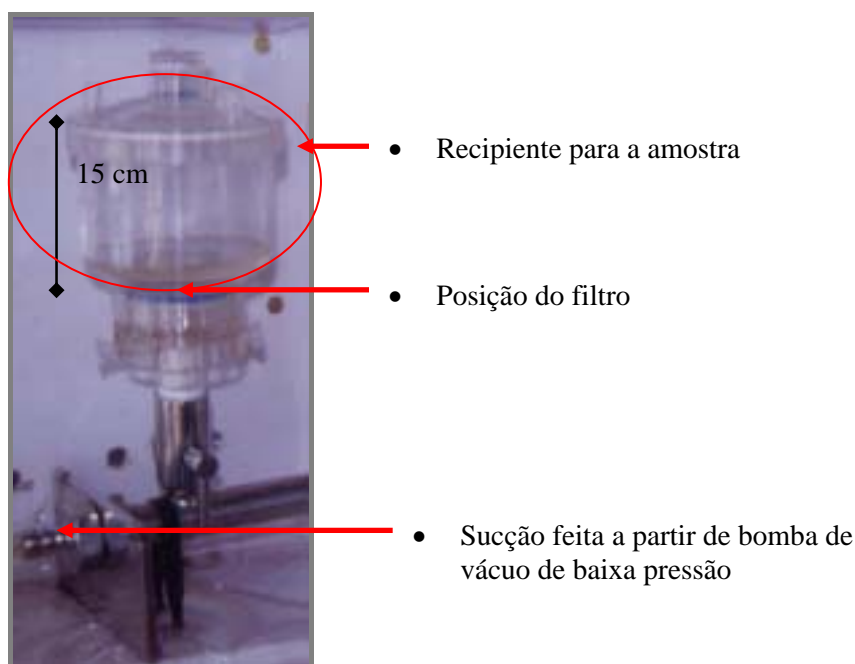 15 cm
• Recipiente para a amostra
• Posição do filtro
• Sucção feita a partir de bomba de
vácuo de baixa pressão